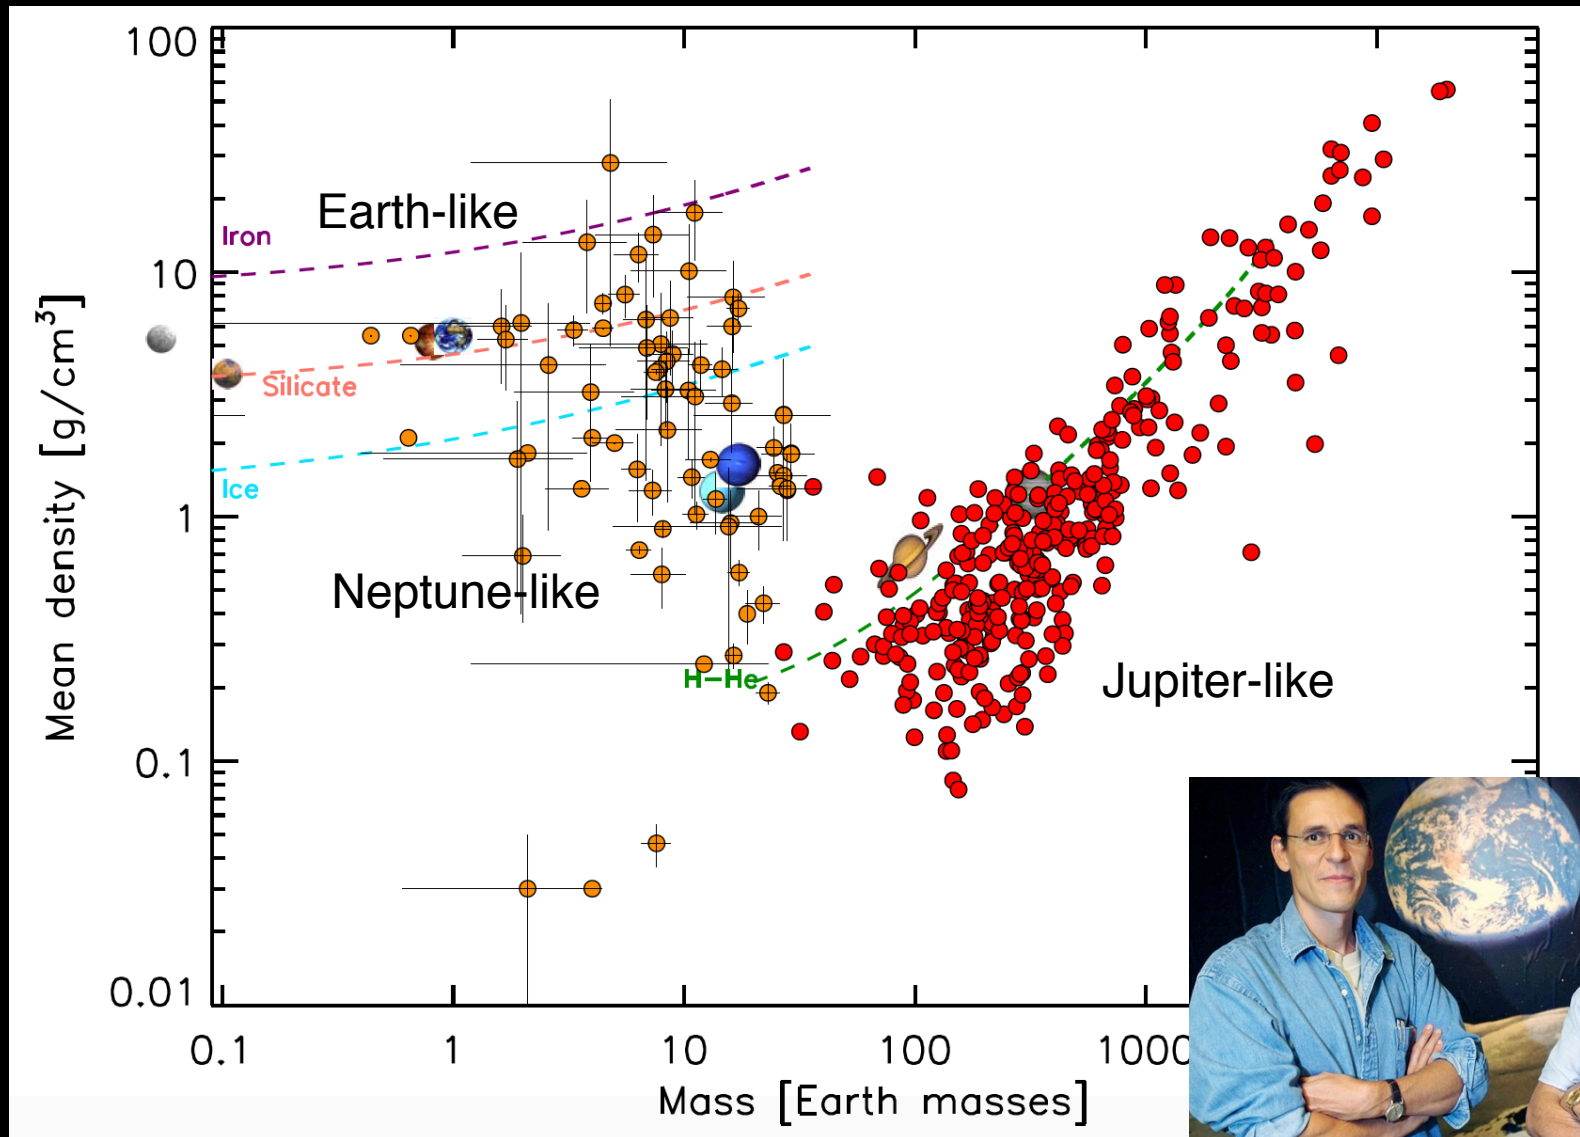 100
Earth-like
Iron
10
Silicate
Ice
1
Neptune-like
H-He
Jupiter-like
0.1
0.01
0.1 1 10 100 1000
Mass [Earth masses]
Mean density [g/cm³]